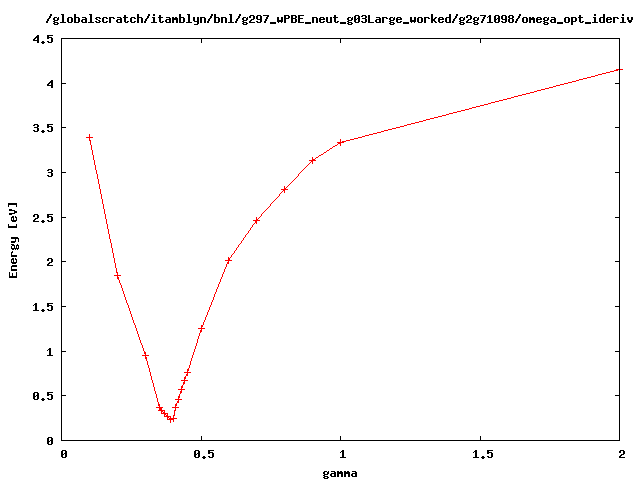 /globalscratch/itamblyn/bnl/g297_wPBE_neut_g03Large_worked/g2g71098/omega_opt_ideriv
4.5
4
3.5
3
2.5
2
1.5
1
0.5
0
Energy [eV]
0 0.5 1 1.5 2
gamma